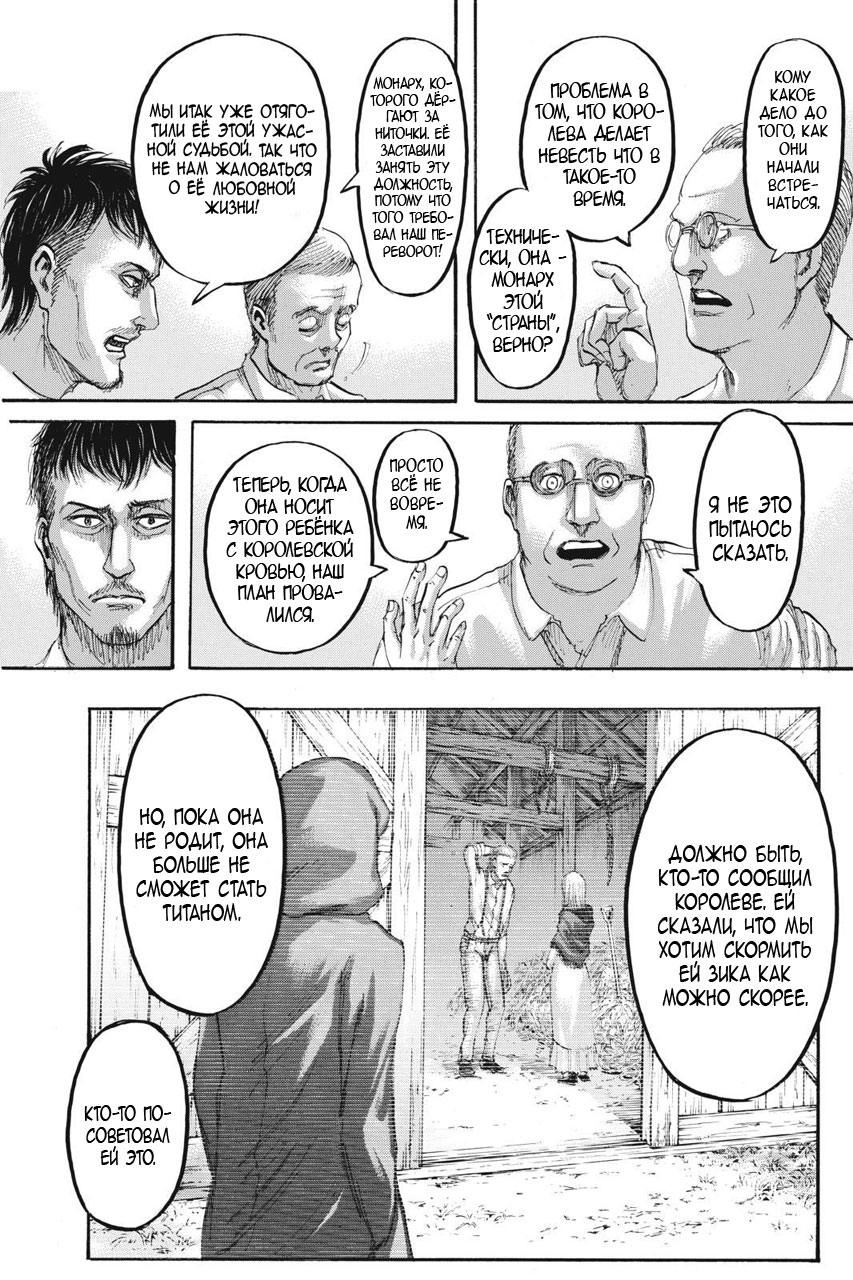 КОМУ
КАКОЕ
ДЕЛО ДО
ТОГО, КАК
ОНИ
НАЧАЛИ
ВСТРЕ-
ЧАТЬСЯ.
ПРОБЛЕМА В
ТОМ, ЧТО КОРО-
ЛЕВА ДЕЛАЕТ
НЕВЕСТЬ ЧТО В
ТАКОЕ-ТО
ВРЕМЯ.
ТЕХНИЧЕ-
СКИ, ОНА -
МОНАРХ
ЭТОЙ
"СТРАНЫ",
ВЕРНО?
МОНАРХ, КО-
ТОРОГО ДЁР-
ГАЮТ ЗА
НИТОЧКИ. ЕЁ
ЗАСТАВИЛИ
ЗАНЯТЬ ЭТУ
ДОЛЖНОСТЬ,
ПОТОМУ ЧТО
ТОГО ТРЕБО-
ВАЛ НАШ ПЕ-
РЕВОРОТ!
МЫ ИТАК УЖЕ ОТЯГО-
ТИЛИ ЕЁ ЭТОЙ УЖАС-
НОЙ СУДЬБОЙ. ТАК ЧТО
НЕ НАМ ЖАЛОВАТЬСЯ
О ЕЁ ЛЮБОВНОЙ
ЖИЗНИ!
Я НЕ ЭТО
ПЫТАЮСЬ
СКАЗАТЬ.
ПРОСТО
ВСЁ НЕ
ВОВРЕ-
МЯ.
ТЕПЕРЬ, КОГДА
ОНА НОСИТ
ЭТОГО РЕБЁНКА
С КОРОЛЕВСКОЙ
КРОВЬЮ, НАШ
ПЛАН ПРОВА-
ЛИЛСЯ.
ДОЛЖНО БЫТЬ,
КТО-ТО СООБЩИЛ
КОРОЛЕВЕ. ЕЙ
СКАЗАЛИ, ЧТО МЫ
ХОТИМ СКОРМИТЬ
ЕЙ ЗИКА КАК
МОЖНО СКОРЕЕ.
НО, ПОКА ОНА
НЕ РОДИТ, ОНА
БОЛЬШЕ НЕ
СМОЖЕТ СТАТЬ
ТИТАНОМ.
КТО-ТО ПО-
СОВЕТОВАЛ
ЕЙ ЭТО.